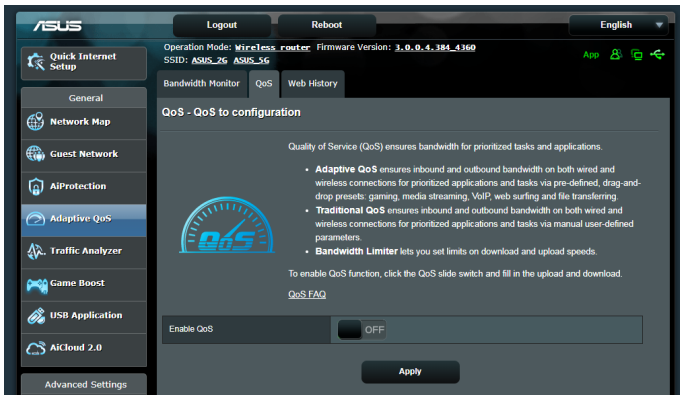 ASUS
Logout
Reboot
English
Quick Internet
Setup
General
Network Map
Guest Network
AiProtection
Adaptive QoS
Traffic Analyzer
Game Boost
USB Application
AiCloud 2.0
Advanced Settings
Operation Mode: Wireless router Firmware Version: 3.0.0.4.384_4360
SSID: ASUS_2G ASUS_5G
App
Bandwidth Monitor
QoS
Web History
QoS - QoS to configuration
QoS
Quality of Service (QoS) ensures bandwidth for prioritized tasks and applications.
• Adaptive QoS ensures inbound and outbound bandwidth on both wired and
wireless connections for prioritized applications and tasks via pre-defined, drag-and-
drop presets: gaming, media streaming, VoIP, web surfing and file transferring.
• Traditional QoS ensures inbound and outbound bandwidth on both wired and
wireless connections for prioritized applications and tasks via manual user-defined
parameters.
• Bandwidth Limiter lets you set limits on download and upload speeds.
To enable QoS function, click the QoS slide switch and fill in the upload and download.
QoS FAQ
Enable QoS
OFF
Apply